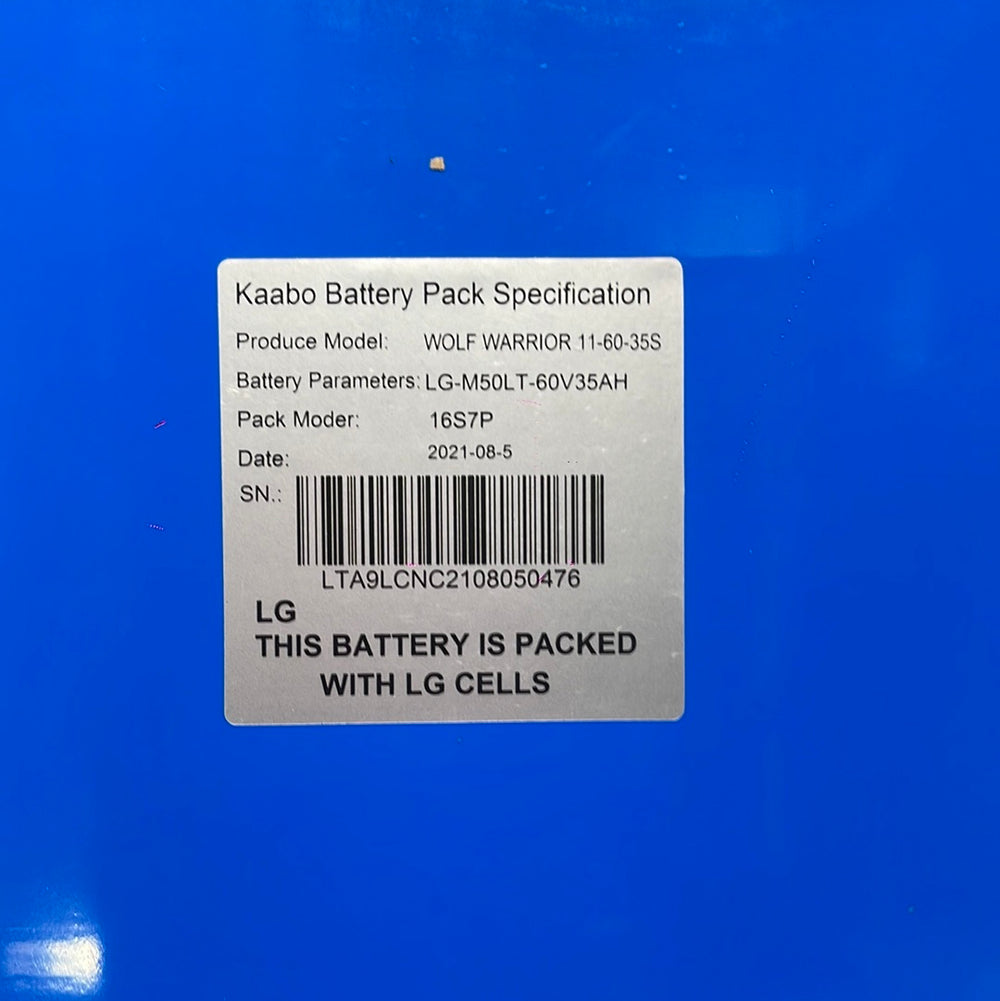 Kaabo Battery Pack Specification
Produce Model: WOLF WARRIOR 11-60-35S
Battery Parameters: LG-M50LT-60V35AH
Pack Moder: 16S7P
Date: 2021-08-5
SN.:
LTA9LCNC2108050476
LG
THIS BATTERY IS PACKED
WITH LG CELLS